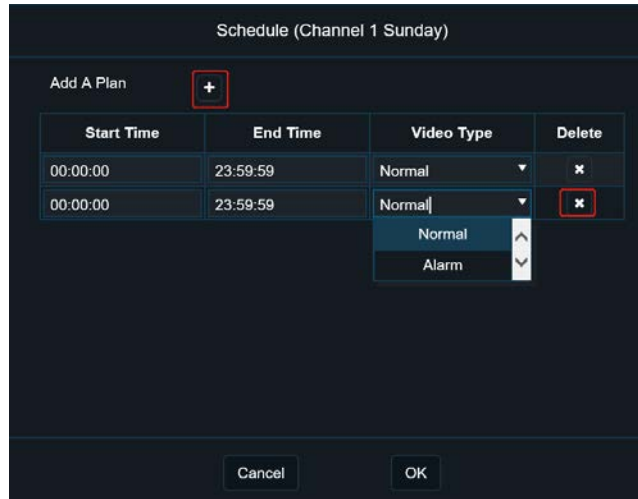 Schedule (Channel 1 Sunday)
Add A Plan +
Start Time End Time Video Type Delete
00:00:00 23:59:59 Normal
00:00:00 23:59:59 Normal
Normal
Alarm
Cancel OK